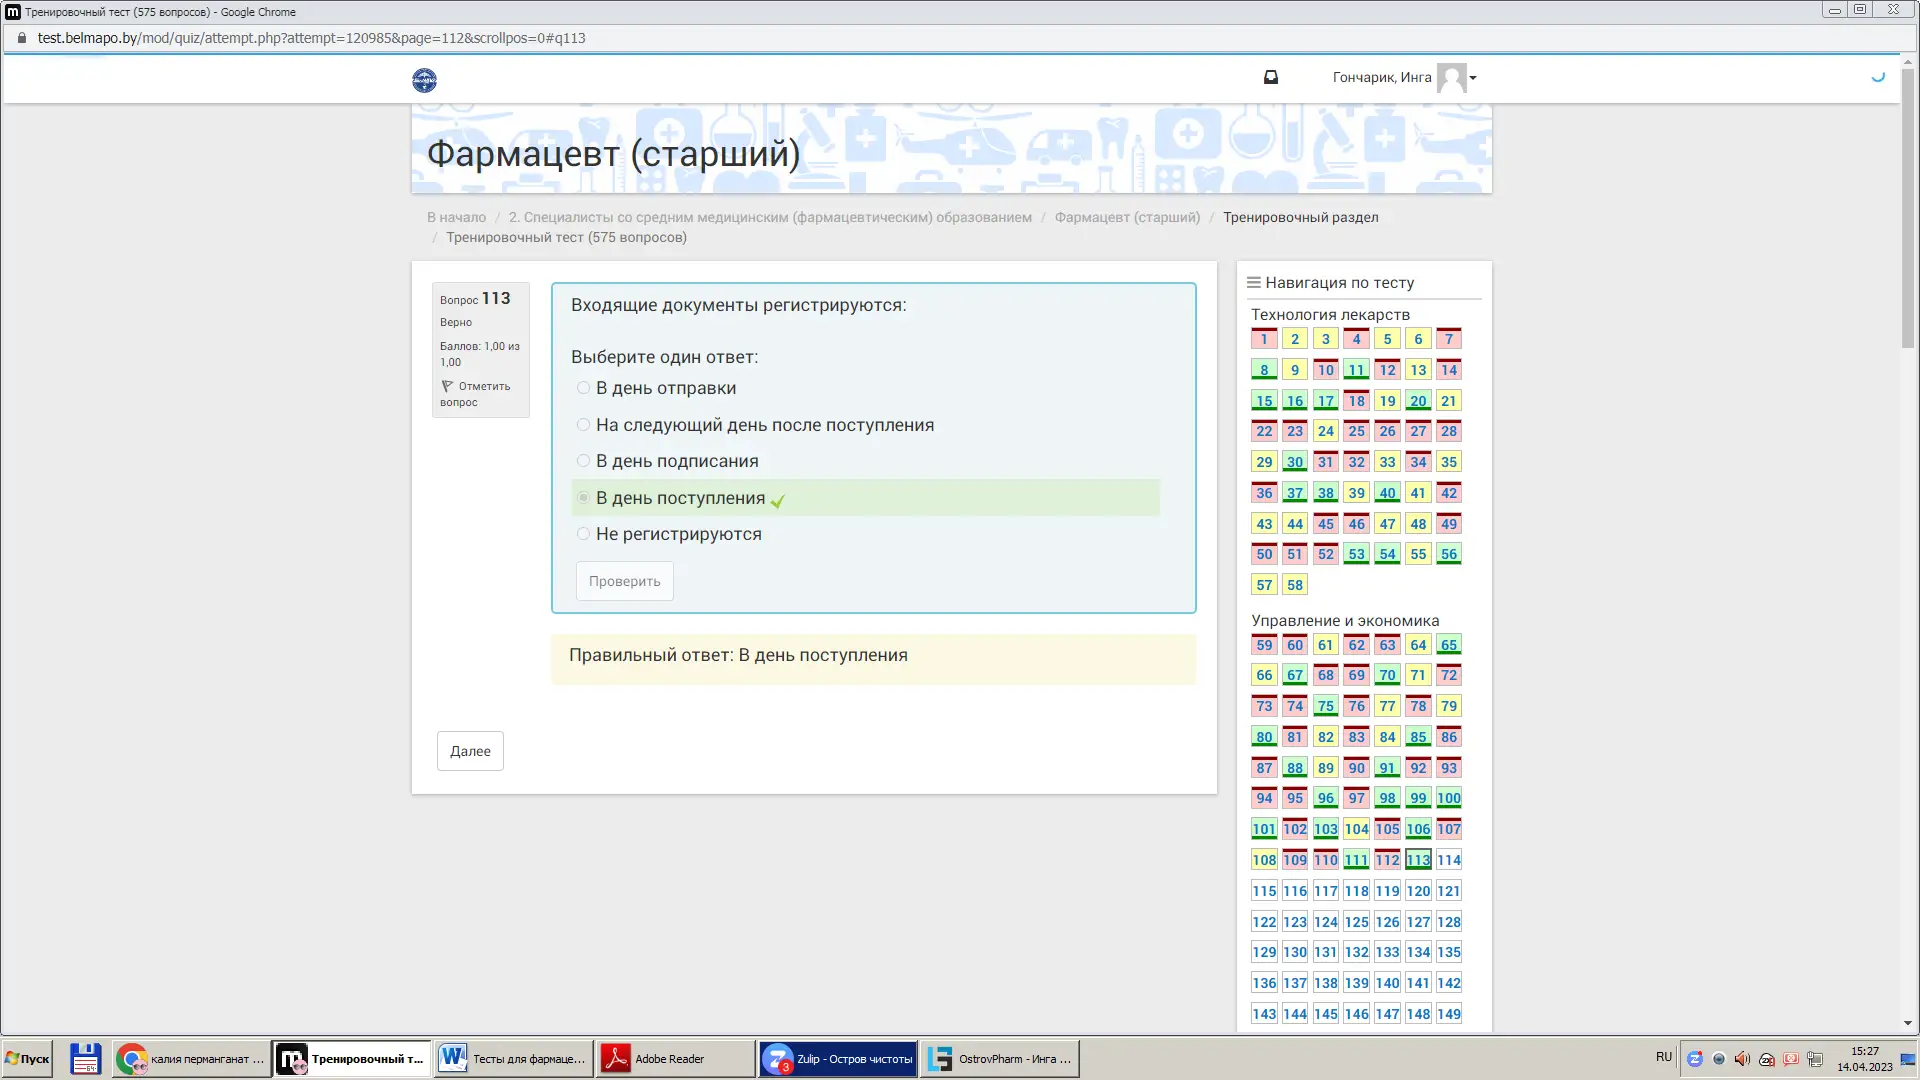 Тренировочный тест (575 вопросов) - Google Chrome
test.belmapo.by/mod/quiz/attempt.php?attempt=120985&page=112&scrollpos=0#q113
Гончарик, Инга
Фармацевт (старший)
В начало / 2. Специалисты со средним медицинским (фармацевтическим) образованием / Фармацевт (старший) / Тренировочный раздел
/ Тренировочный тест (575 вопросов)
Вопрос 113
Верно
Баллов: 1,00 из
1,00
Отметить
вопрос
Входящие документы регистрируются:
Выберите один ответ:
В день отправки
На следующий день после поступления
В день подписания
В день поступления
Не регистрируются
Проверить
Правильный ответ: В день поступления
Далее
Навигация по тесту
Технология лекарств
1 2 3 4 5 6 7
8 9 10 11 12 13 14
15 16 17 18 19 20 21
22 23 24 25 26 27 28
29 30 31 32 33 34 35
36 37 38 39 40 41 42
43 44 45 46 47 48 49
50 51 52 53 54 55 56
57 58
Управление и экономика
59 60 61 62 63 64 65
66 67 68 69 70 71 72
73 74 75 76 77 78 79
80 81 82 83 84 85 86
87 88 89 90 91 92 93
94 95 96 97 98 99 100
101 102 103 104 105 106 107
108 109 110 111 112 113 114
115 116 117 118 119 120 121
122 123 124 125 126 127 128
129 130 131 132 133 134 135
136 137 138 139 140 141 142
143 144 145 146 147 148 149
Пуск
калия перманганат ...
Тренировочный т...
Тесты для фармаце...
Adobe Reader
3
Zulip - Остров чистоты
OstrovPharm - Инга ...
RU
15:27
14.04.2023